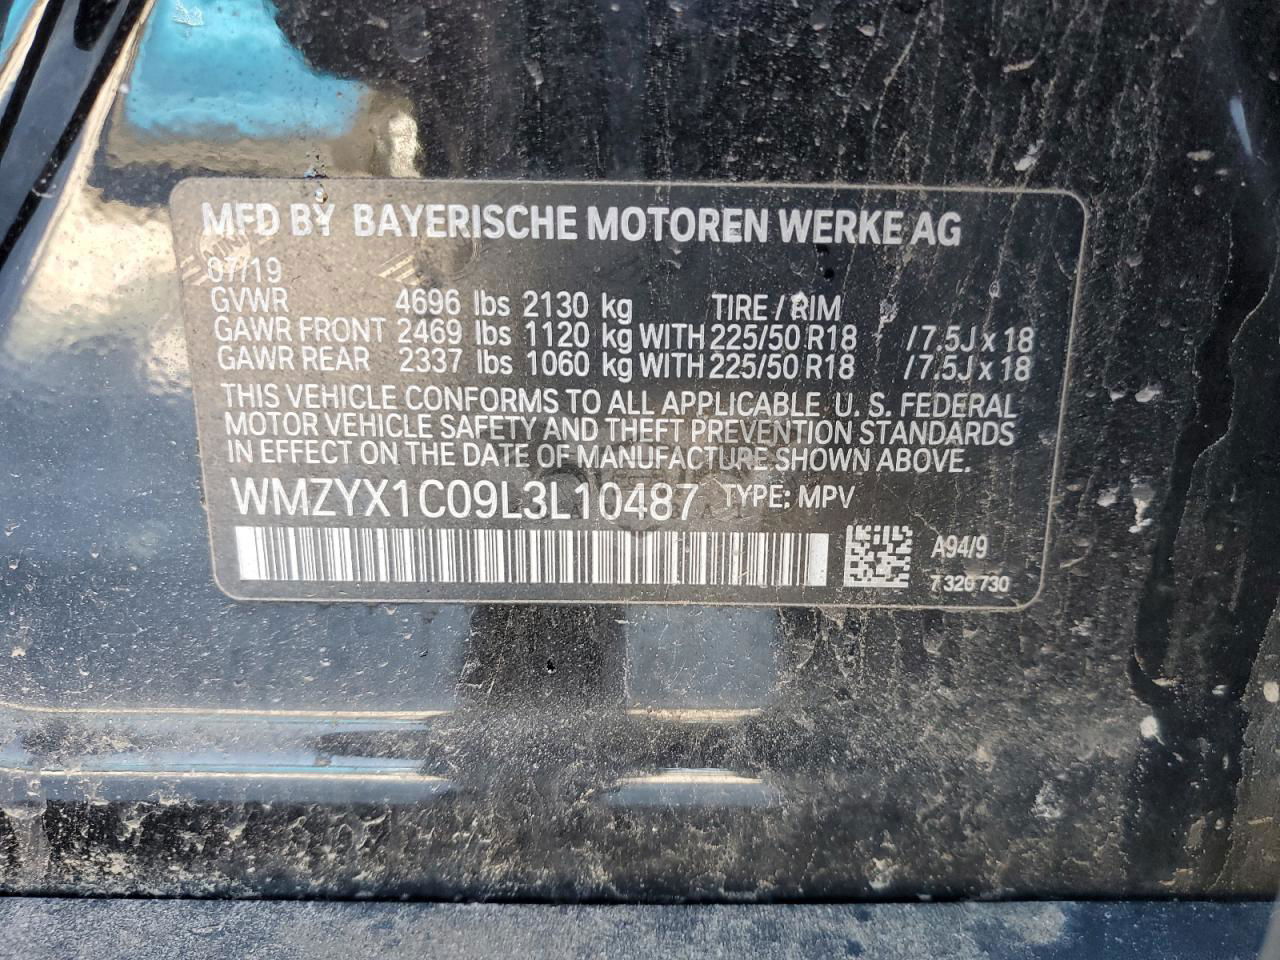 MFD BY BAYERISCHE MOTOREN WERKE AG
07/19
GVWR 4696 lbs 2130 kg TIRE / RIM
GAWR FRONT 2469 lbs 1120 kg WITH 225/50 R18 / 7.5J x 18
GAWR REAR 2337 lbs 1060 kg WITH 225/50 R18 / 7.5J x 18
THIS VEHICLE CONFORMS TO ALL APPLICABLE U. S. FEDERAL
MOTOR VEHICLE SAFETY AND THEFT PREVENTION STANDARDS
IN EFFECT ON THE DATE OF MANUFACTURE SHOWN ABOVE.
WMZYX1C09L3L10487 TYPE: MPV
A94/9
7 320 730